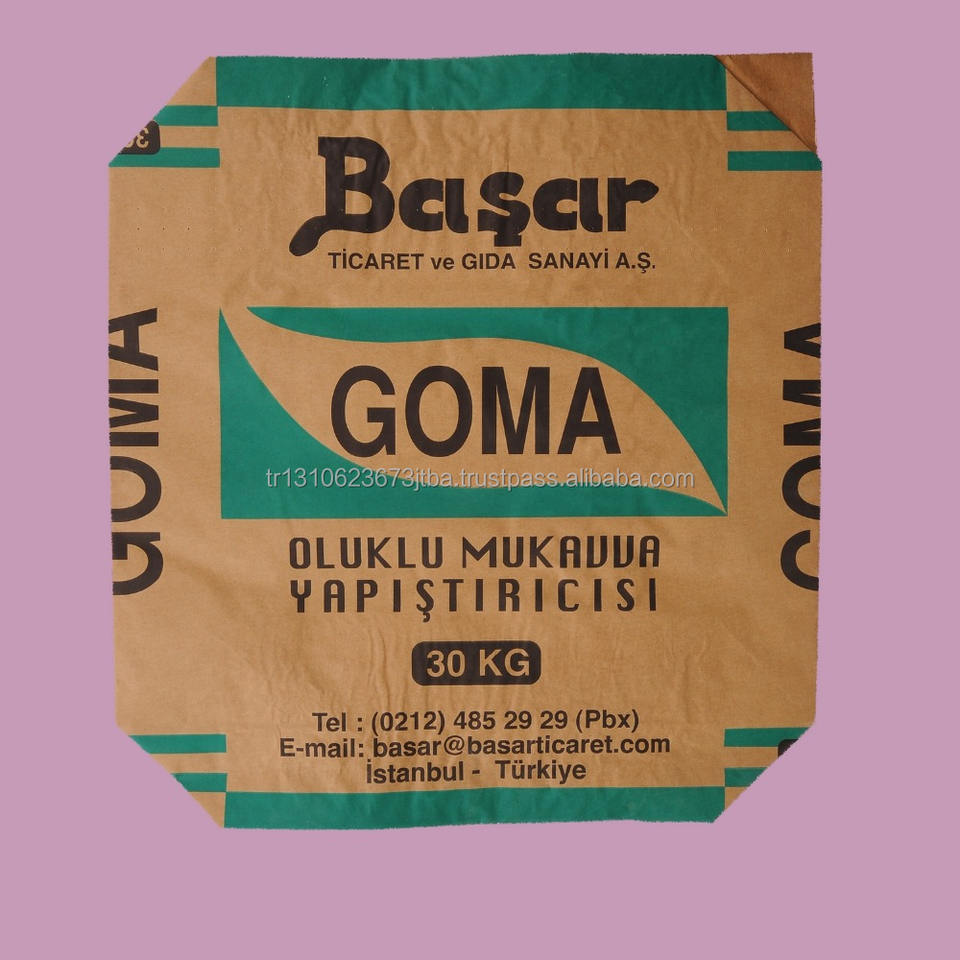 Başar
TİCARET ve GIDA SANAYİ A.Ş.
GOMA
GOMA
GOMA
tr1310623673jtba.trustpass.alibaba.com
OLUKLU MUKAVVA
YAPIŞTIRICISI
30 KG
Tel : (0212) 485 29 29 (Pbx)
E-mail: basar@basarticaret.com
İstanbul - Türkiye